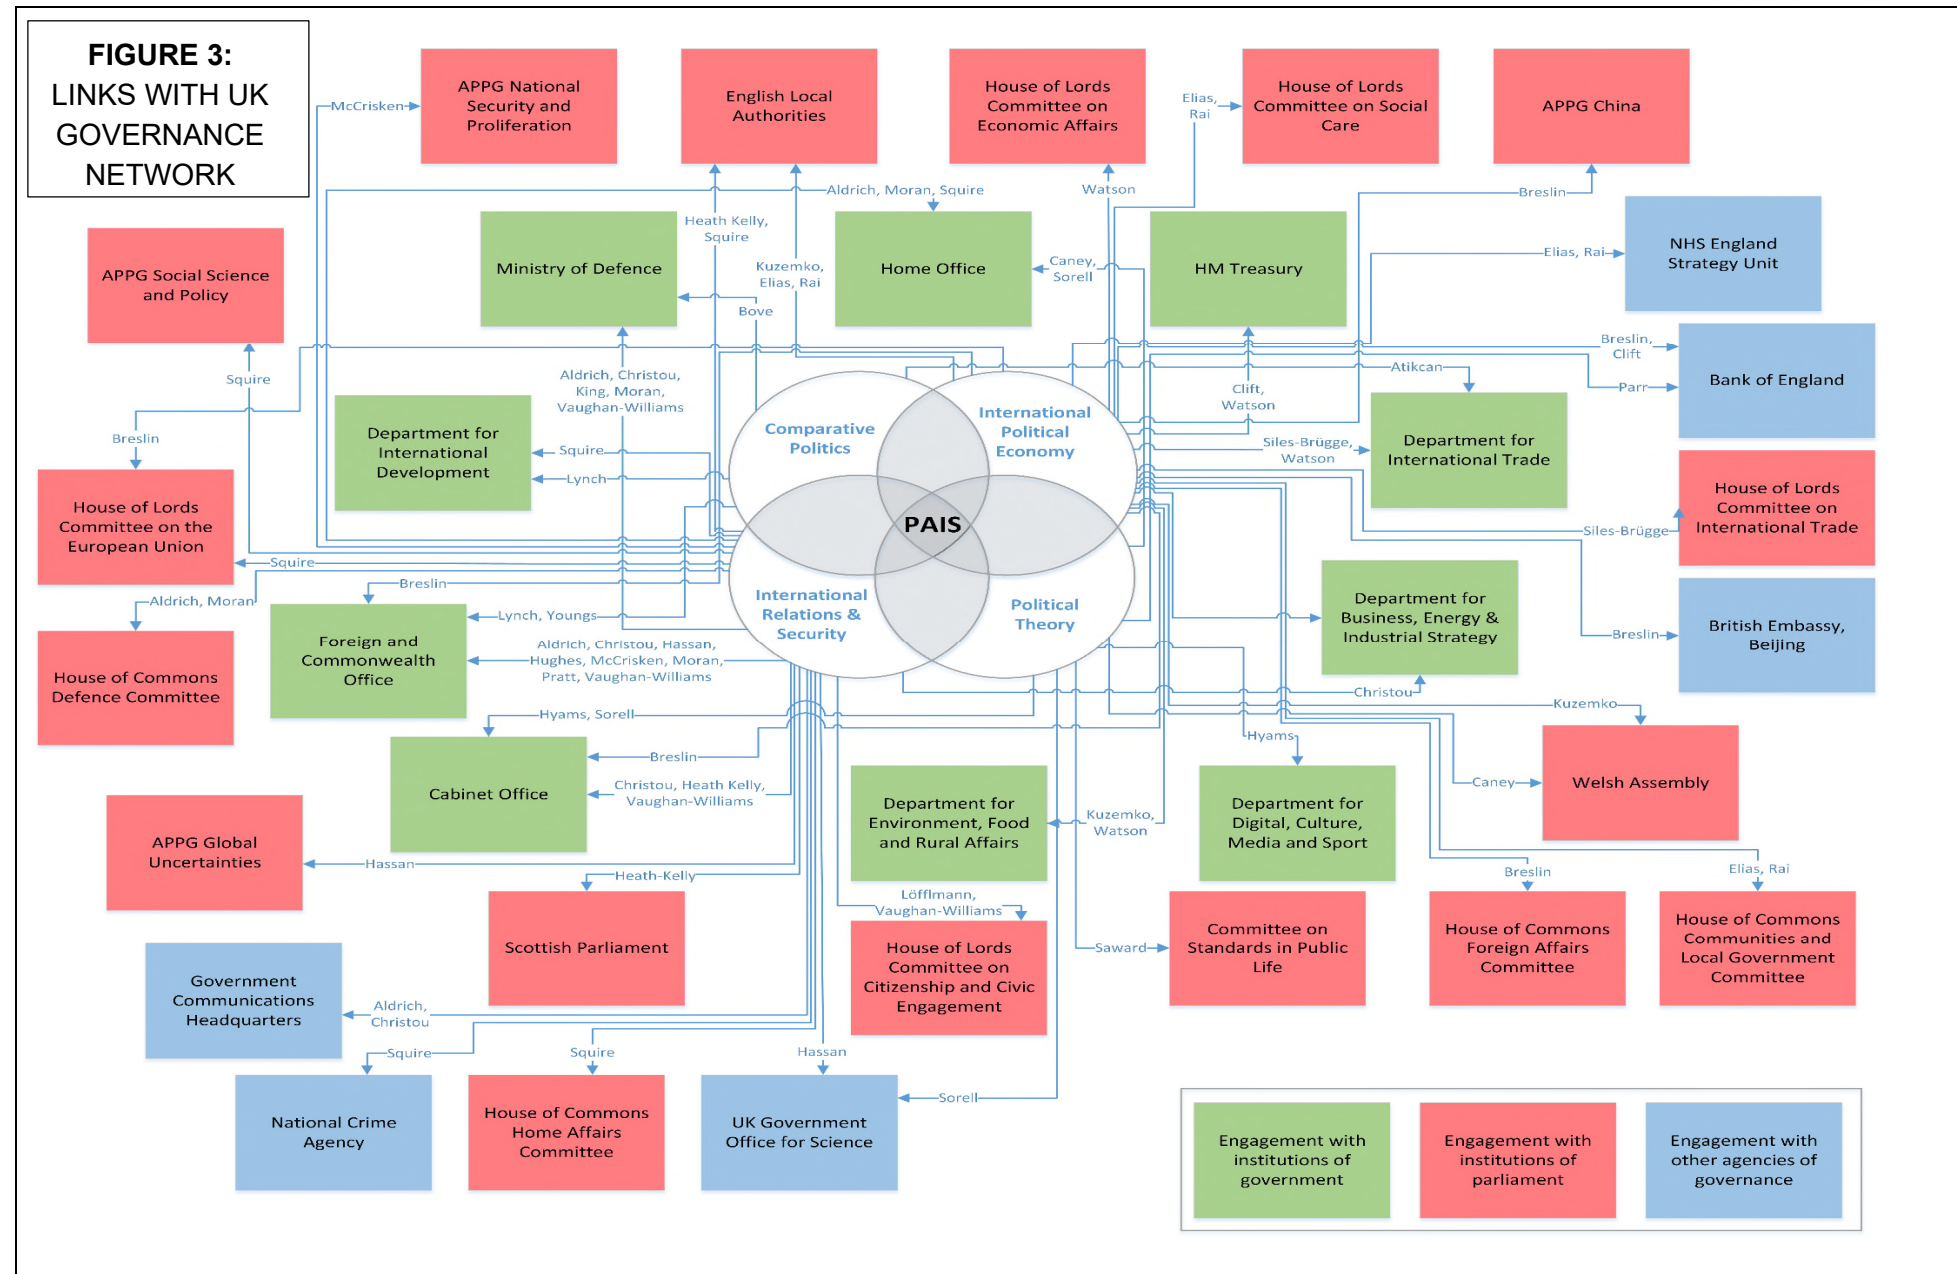 FIGURE 3:
LINKS WITH UK
GOVERNANCE
NETWORK
McCrisken
APPG National
Security and
Proliferation
English Local
Authorities
House of Lords
Committee on
Economic Affairs
Elias,
Rai
House of Lords
Committee on Social
Care
APPG China
Aldrich, Moran, Squire
Watson
Breslin
Heath Kelly,
Squire
APPG Social Science
and Policy
Ministry of Defence
Kuzemko,
Elias, Rai
Home Office
Caney,
Sorell
HM Treasury
Elias, Rai
NHS England
Strategy Unit
Bove
Squire
Aldrich, Christou,
King, Moran,
Vaughan-Williams
Breslin,
Clift
Atikcan
Parr
Bank of England
Clift,
Watson
Breslin
Department for
International
Development
Squire
Lynch
Comparative
Politics
International
Political
Economy
Siles-Brügge,
Watson
Department for
International Trade
House of Lords
Committee on the
European Union
PAIS
Siles-Brügge
House of Lords
Committee on
International Trade
Squire
Breslin
Aldrich, Moran
Lynch, Youngs
International
Relations &
Security
Political
Theory
Department for
Business, Energy &
Industrial Strategy
Breslin
British Embassy,
Beijing
House of Commons
Defence Committee
Foreign and
Commonwealth
Office
Aldrich, Christou, Hassan,
Hughes, McCrisken, Moran,
Pratt, Vaughan-Williams
Christou
Hyams, Sorell
Kuzemko
Breslin
Hyams
Cabinet Office
Christou, Heath Kelly,
Vaughan-Williams
Caney
Welsh Assembly
APPG Global
Uncertainties
Hassan
Department for
Environment, Food
and Rural Affairs
Kuzemko,
Watson
Department for
Digital, Culture,
Media and Sport
Heath-Kelly
Breslin
Elias, Rai
Löfflmann,
Vaughan-Williams
Scottish Parliament
House of Lords
Committee on
Citizenship and Civic
Engagement
Saward
Committee on
Standards in Public
Life
House of Commons
Foreign Affairs
Committee
House of Commons
Communities and
Local Government
Committee
Government
Communications
Headquarters
Aldrich,
Christou
Squire
Squire
Hassan
Sorell
National Crime
Agency
House of Commons
Home Affairs
Committee
UK Government
Office for Science
Engagement with
institutions of
government
Engagement with
institutions of
parliament
Engagement with
other agencies of
governance